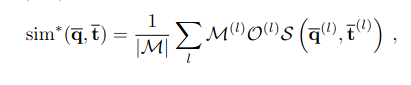 sim*(q̅, t̅) = 1/|ℳ| ∑_l ℳ^(l) 𝒪^(l) 𝒮 (q̅^(l), t̅^(l)) ,